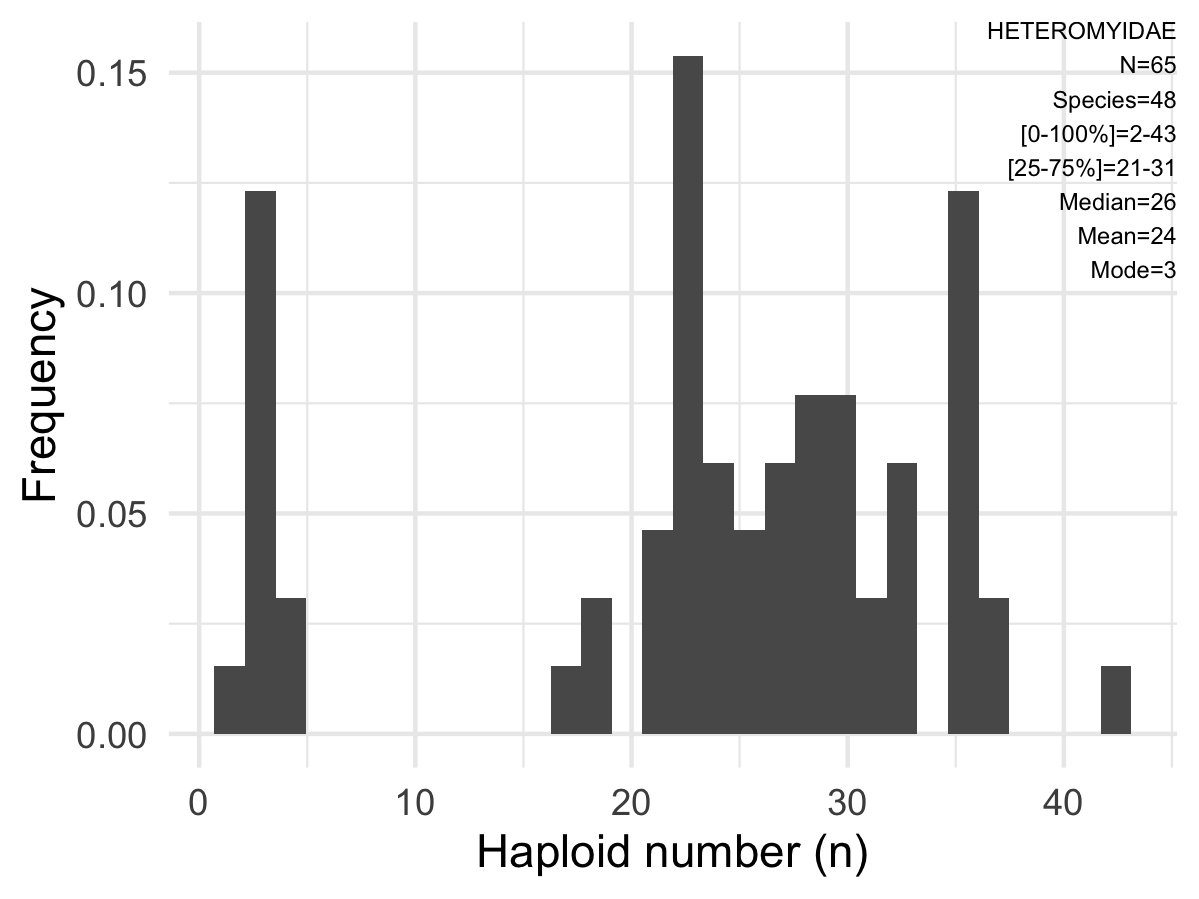 HETEROMYIDAE
N=65
Species=48
[0-100%]=2-43
[25-75%]=21-31
Median=26
Mean=24
Mode=3
0.15
0.10
0.05
0.00
Frequency
0 10 20 30 40
Haploid number (n)